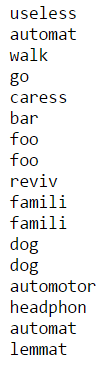 useless
automat
walk
go
caress
bar
foo
foo
reviv
famili
famili
dog
dog
automotor
headphon
automat
lemmat